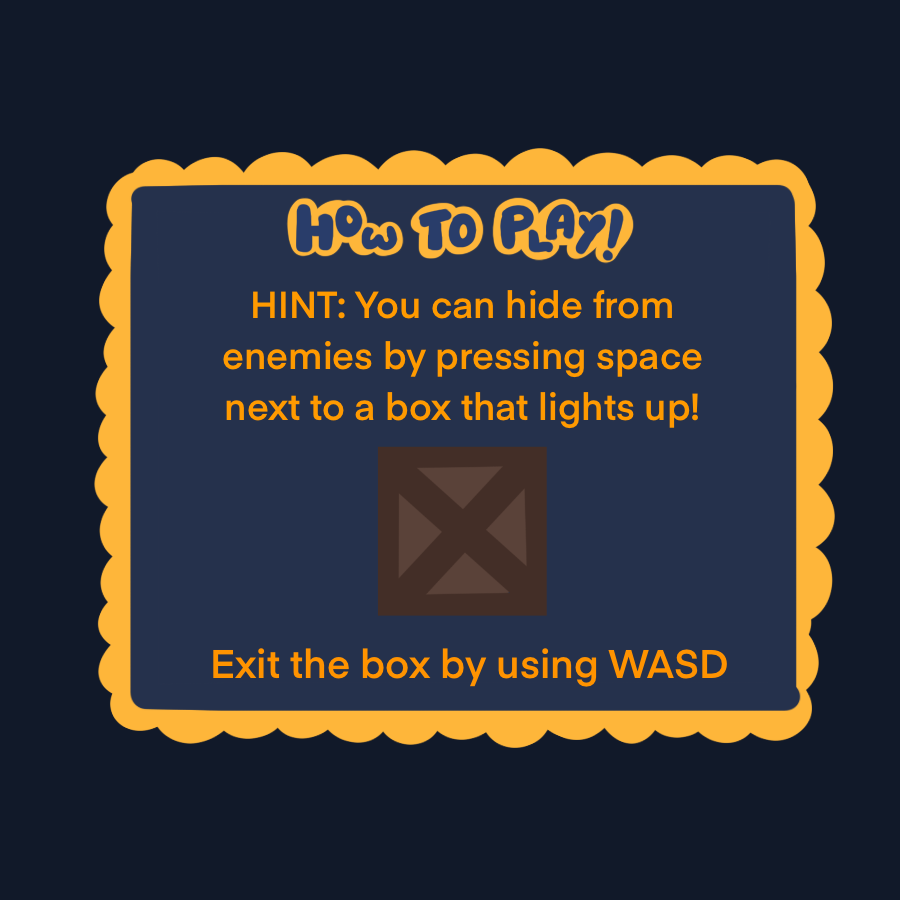 How To PLAy!
HINT: You can hide from
enemies by pressing space
next to a box that lights up!
Exit the box by using WASD